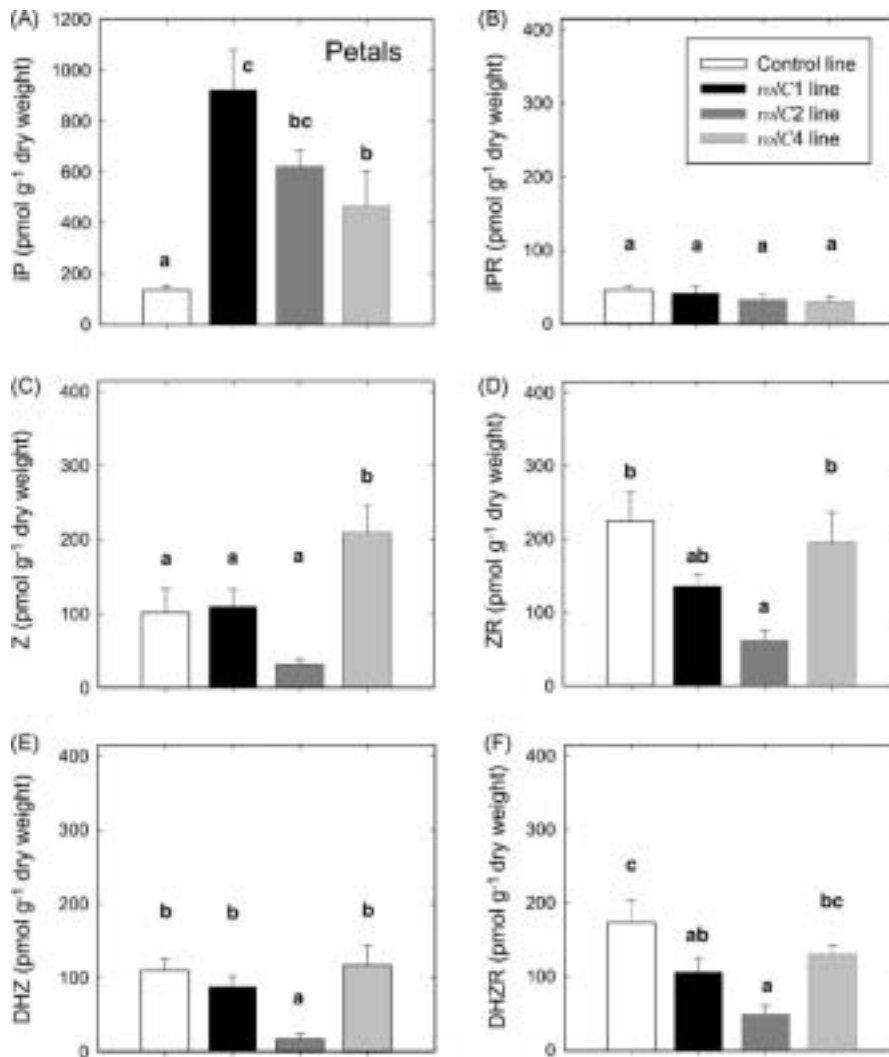 (A)
1200
1000
800
600
400
200
0
iP (pmol g⁻¹ dry weight)
Petals
a
c
bc
b
(B)
400
300
200
100
0
iPR (pmol g⁻¹ dry weight)
Control line
rolC1 line
rolC2 line
rolC4 line
a a a a
(C)
400
300
200
100
0
Z (pmol g⁻¹ dry weight)
a a a b
(D)
400
300
200
100
0
ZR (pmol g⁻¹ dry weight)
b ab a b
(E)
400
300
200
100
0
DHZ (pmol g⁻¹ dry weight)
b b a b
(F)
400
300
200
100
0
DHZR (pmol g⁻¹ dry weight)
c ab a bc